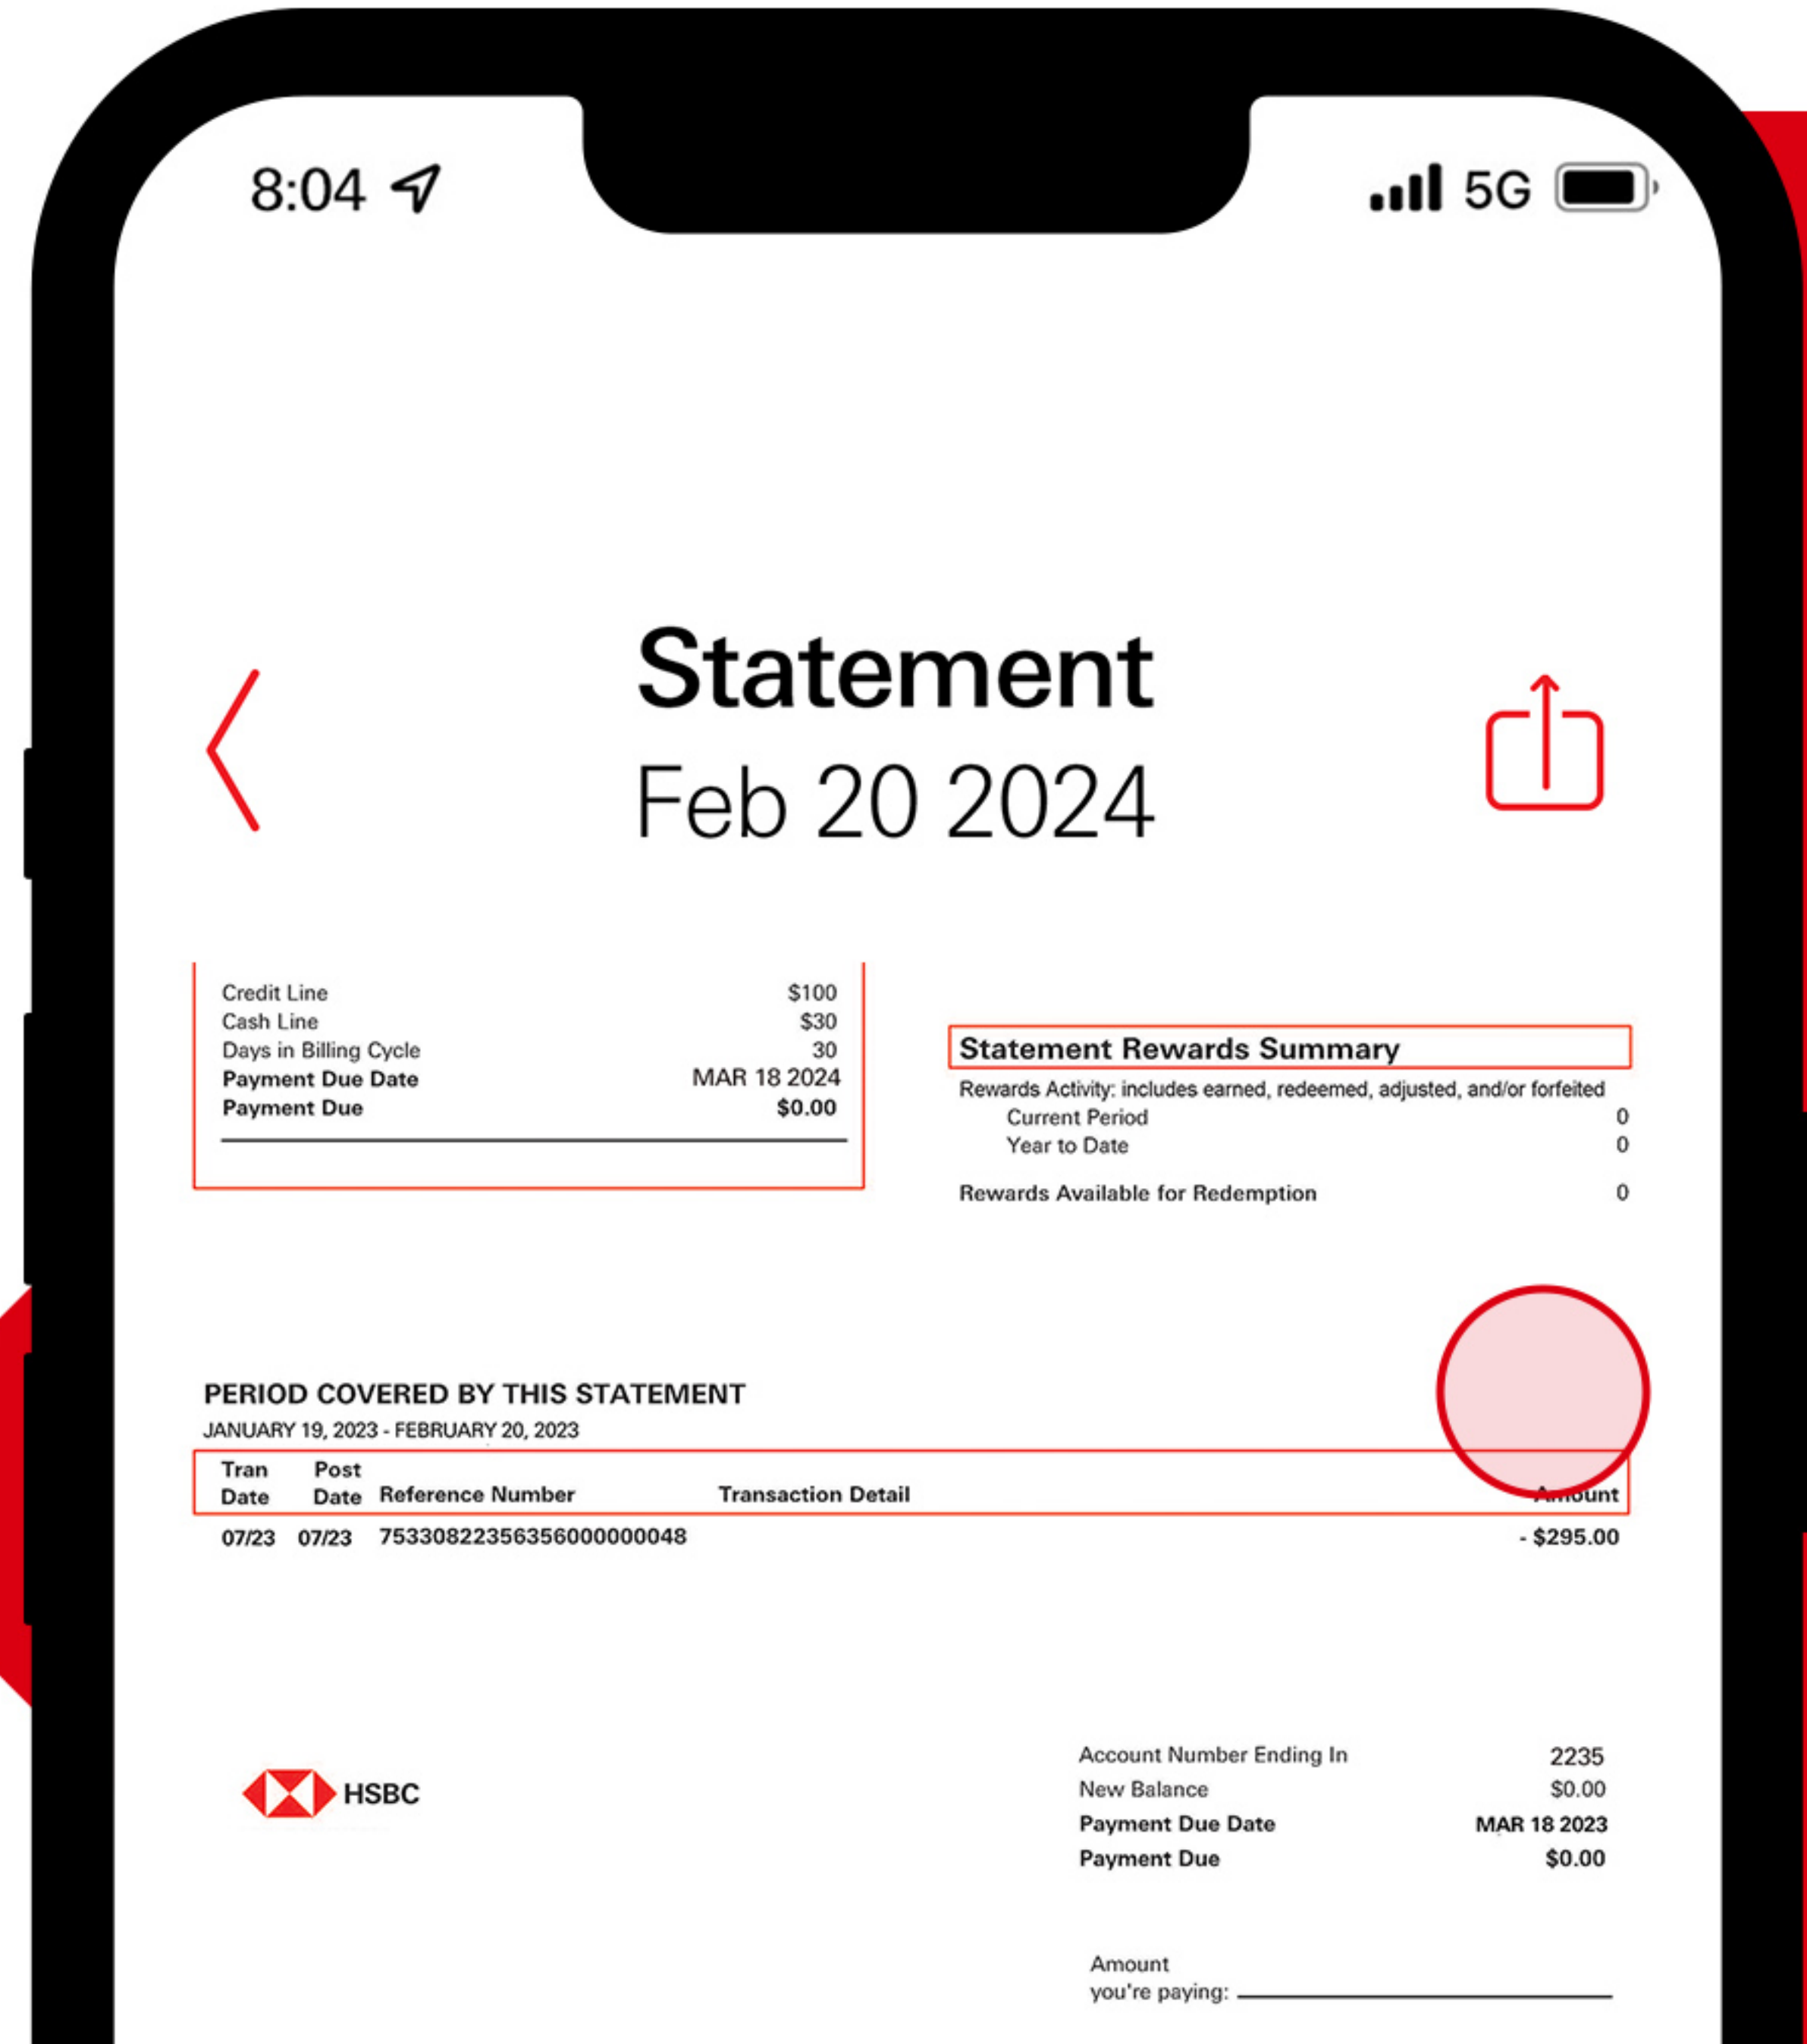 8:04 5G
Statement
Feb 20 2024
Credit Line $100
Cash Line $30
Days in Billing Cycle 30
Payment Due Date MAR 18 2024
Payment Due $0.00
Statement Rewards Summary
Rewards Activity: includes earned, redeemed, adjusted, and/or forfeited
Current Period 0
Year to Date 0
Rewards Available for Redemption 0
PERIOD COVERED BY THIS STATEMENT
JANUARY 19, 2023 - FEBRUARY 20, 2023
Tran Post
Date Date Reference Number Transaction Detail Amount
07/23 07/23 75330822356356000000048 - $295.00
HSBC
Account Number Ending In 2235
New Balance $0.00
Payment Due Date MAR 18 2023
Payment Due $0.00
Amount
you're paying: